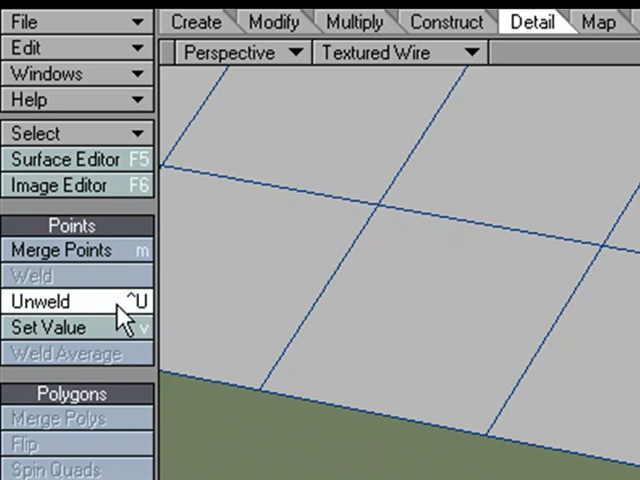 File
Create
Modify
Multiply
Construct
Detail
Map
Edit
Perspective
Textured Wire
Windows
Help
Select
Surface Editor F5
Image Editor F6
Points
Merge Points m
Weld
Unweld ^U
Set Value v
Weld Average
Polygons
Merge Polys
Flip
Spin Quads